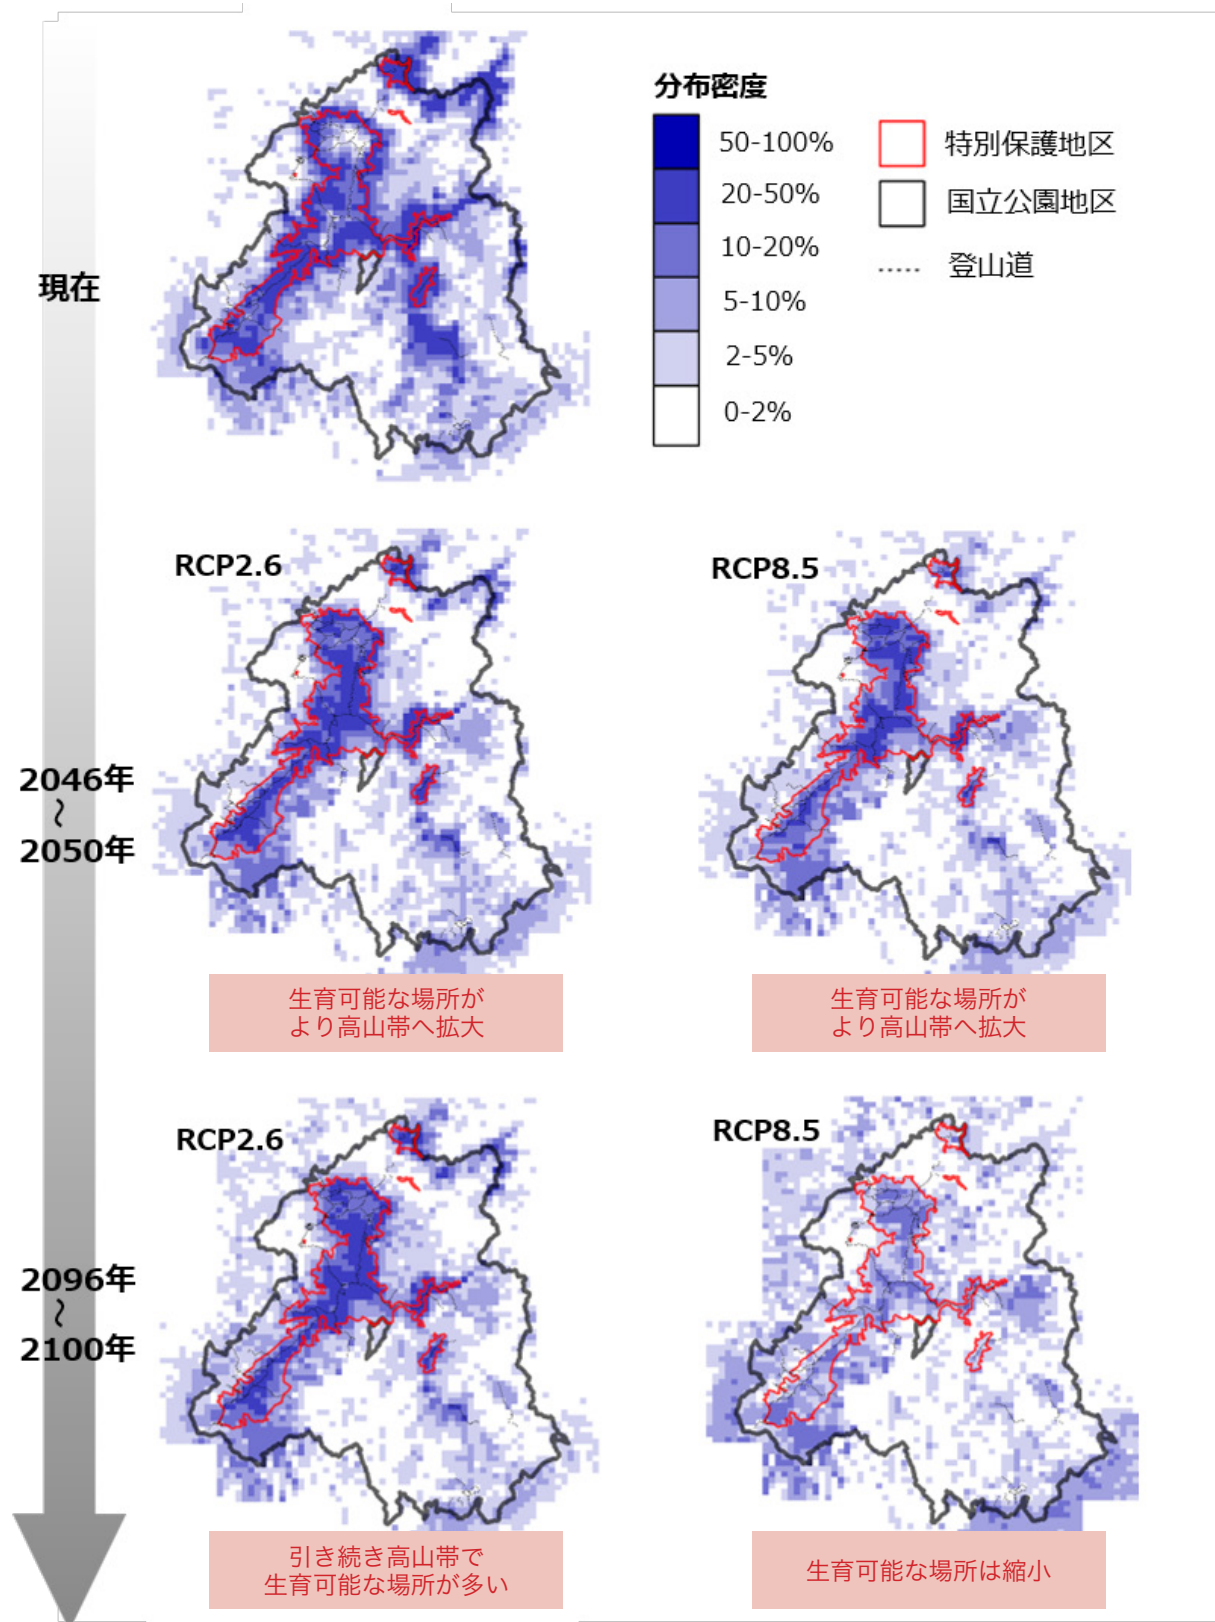 分布密度
50-100%
20-50%
10-20%
5-10%
2-5%
0-2%
特別保護地区
国立公園地区
登山道
現在
RCP2.6
RCP8.5
2046年
～
2050年
生育可能な場所が
より高山帯へ拡大
生育可能な場所が
より高山帯へ拡大
RCP2.6
RCP8.5
2096年
～
2100年
引き続き高山帯で
生育可能な場所が多い
生育可能な場所は縮小